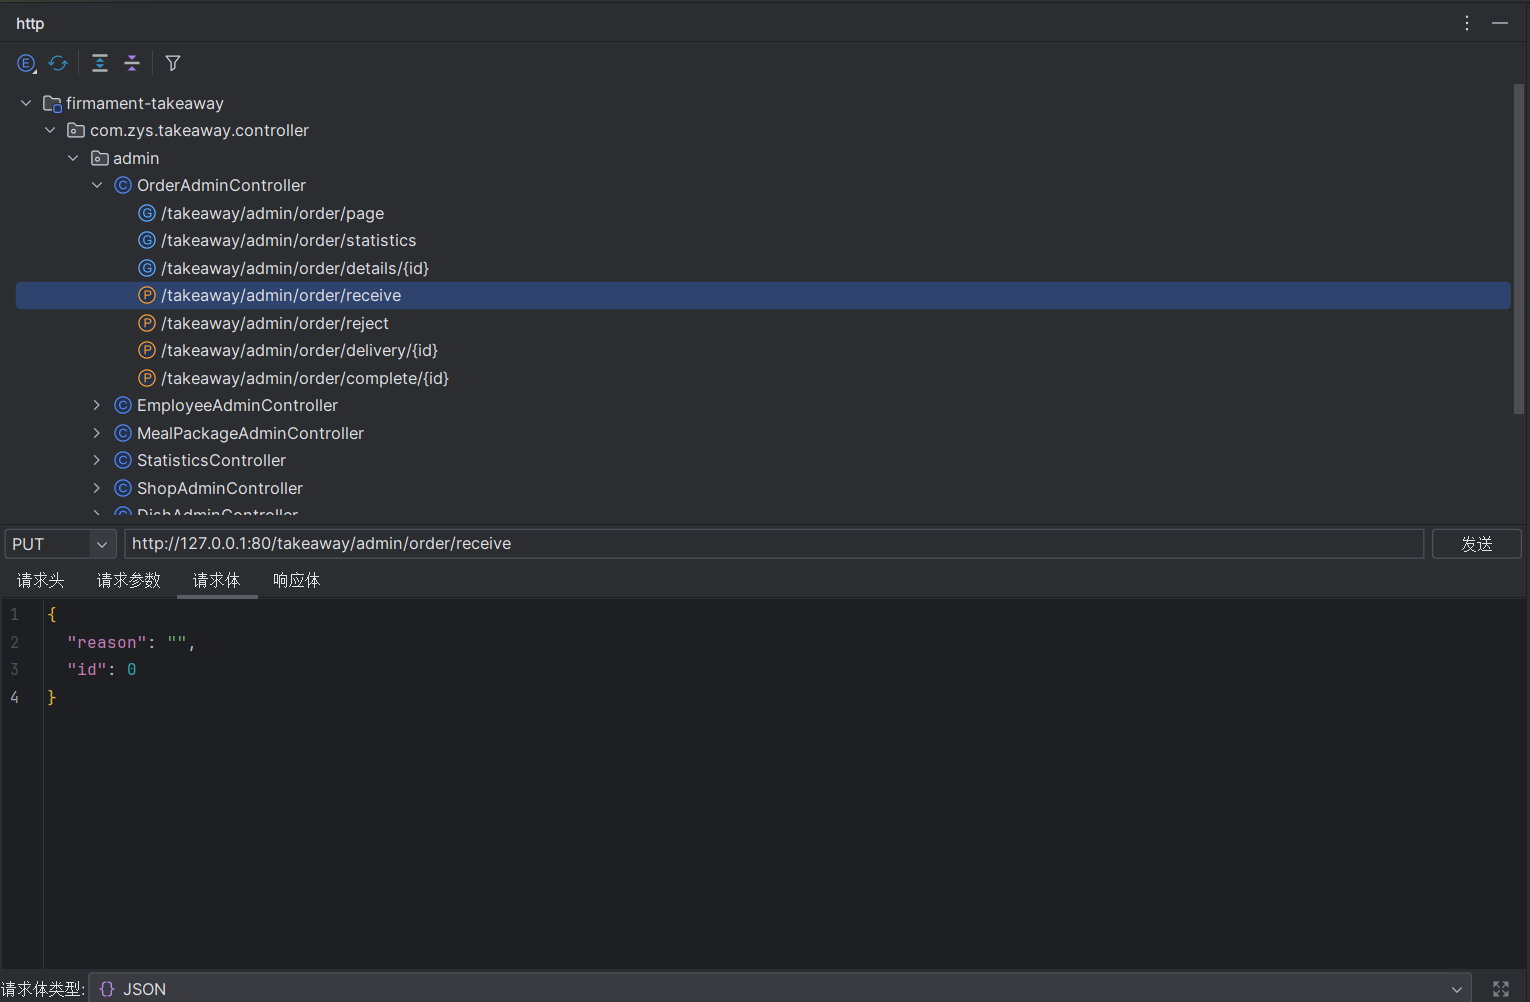 http
firmament-takeaway
com.zys.takeaway.controller
admin
OrderAdminController
/takeaway/admin/order/page
/takeaway/admin/order/statistics
/takeaway/admin/order/details/{id}
/takeaway/admin/order/receive
/takeaway/admin/order/reject
/takeaway/admin/order/delivery/{id}
/takeaway/admin/order/complete/{id}
EmployeeAdminController
MealPackageAdminController
StatisticsController
ShopAdminController
DishAdminController
PUT http://127.0.0.1:80/takeaway/admin/order/receive 发送
请求头 请求参数 请求体 响应体
1 {
2 "reason": "",
3 "id": 0
4 }
请求体类型: {} JSON